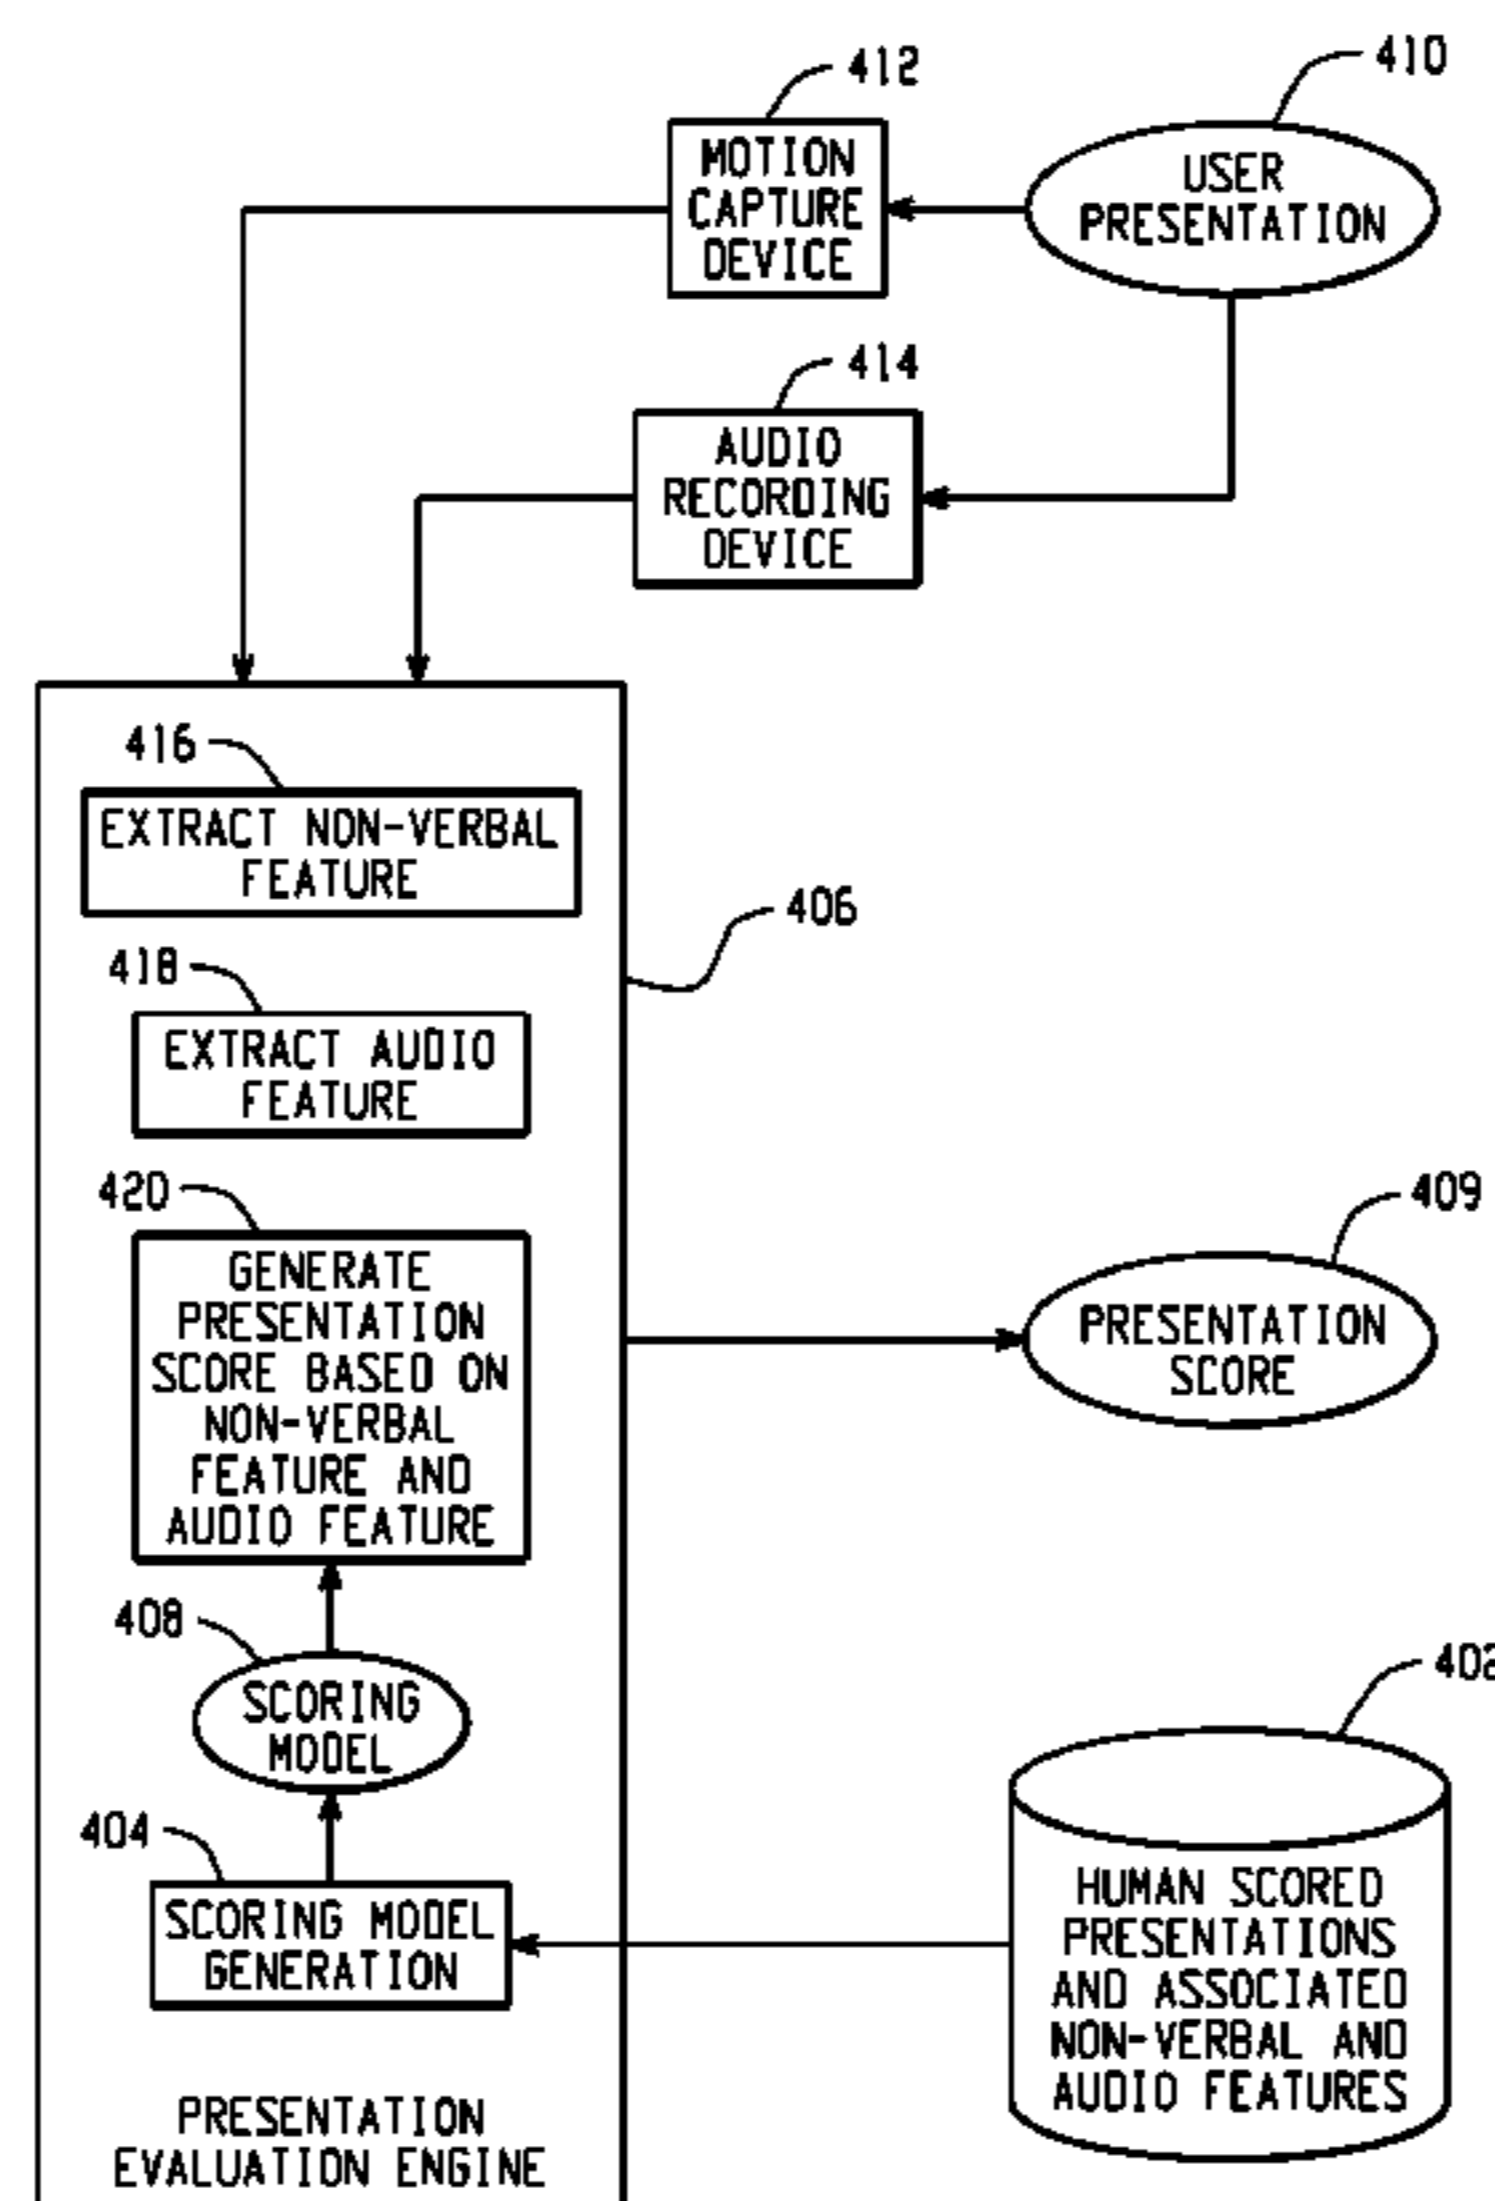 412
410
MOTION
CAPTURE
DEVICE
USER
PRESENTATION
414
AUDIO
RECORDING
DEVICE
416
EXTRACT NON-VERBAL
FEATURE
406
418
EXTRACT AUDIO
FEATURE
420
409
GENERATE
PRESENTATION
SCORE BASED ON
NON-VERBAL
FEATURE AND
AUDIO FEATURE
PRESENTATION
SCORE
408
402
SCORING
MODEL
404
SCORING MODEL
GENERATION
HUMAN SCORED
PRESENTATIONS
AND ASSOCIATED
NON-VERBAL AND
AUDIO FEATURES
PRESENTATION
EVALUATION ENGINE